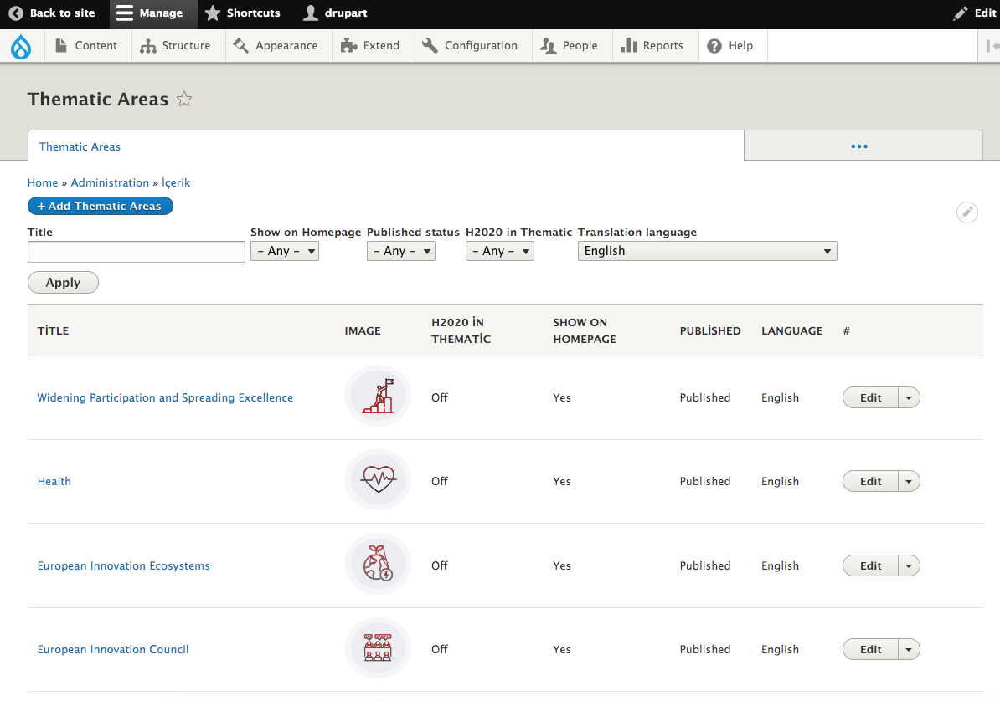 Back to site Manage Shortcuts drupart Edit
Content Structure Appearance Extend Configuration People Reports Help
Thematic Areas
Thematic Areas
Home » Administration » İçerik
+ Add Thematic Areas
Title Show on Homepage Published status H2020 in Thematic Translation language
- Any - - Any - - Any - English
Apply
TİTLE IMAGE H2020 İN THEMATİC SHOW ON HOMEPAGE PUBLİSHED LANGUAGE #
Widening Participation and Spreading Excellence Off Yes Published English Edit
Health Off Yes Published English Edit
European Innovation Ecosystems Off Yes Published English Edit
European Innovation Council Off Yes Published English Edit